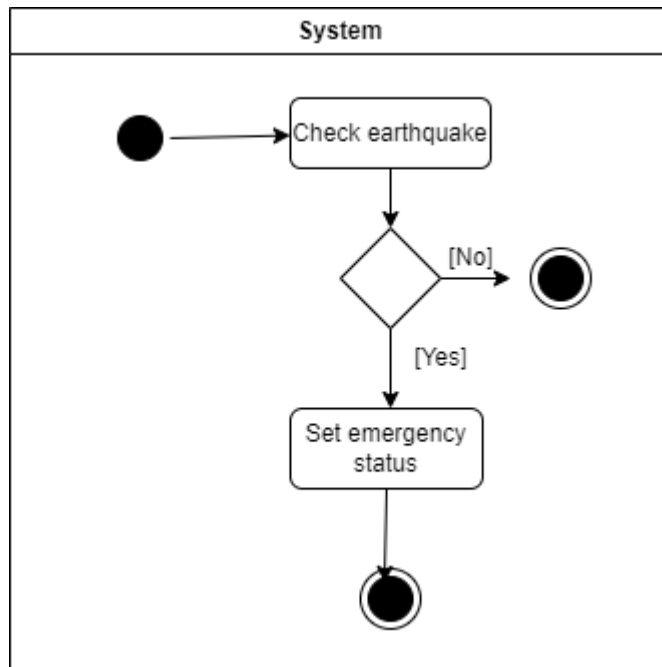 System
Check earthquake
[No]
[Yes]
Set emergency
status